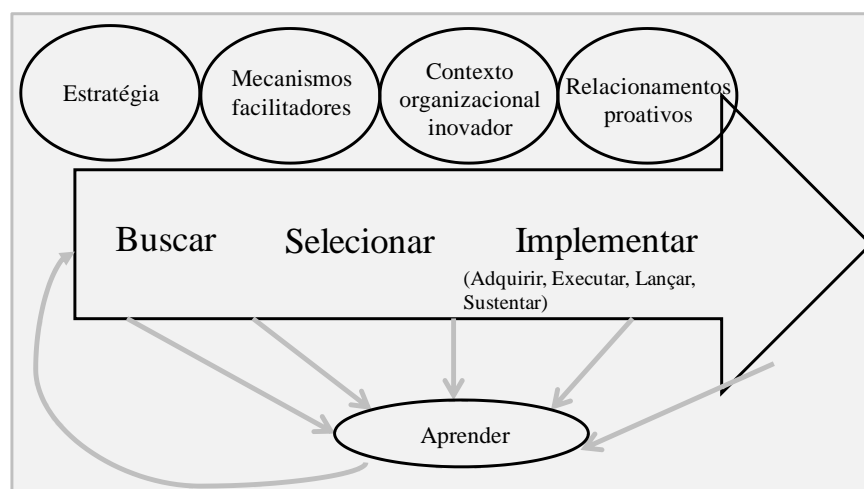 Estratégia
Mecanismos
facilitadores
Contexto
organizacional
inovador
Relacionamentos
proativos
Buscar
Selecionar
Implementar
(Adquirir, Executar, Lançar,
Sustentar)
Aprender